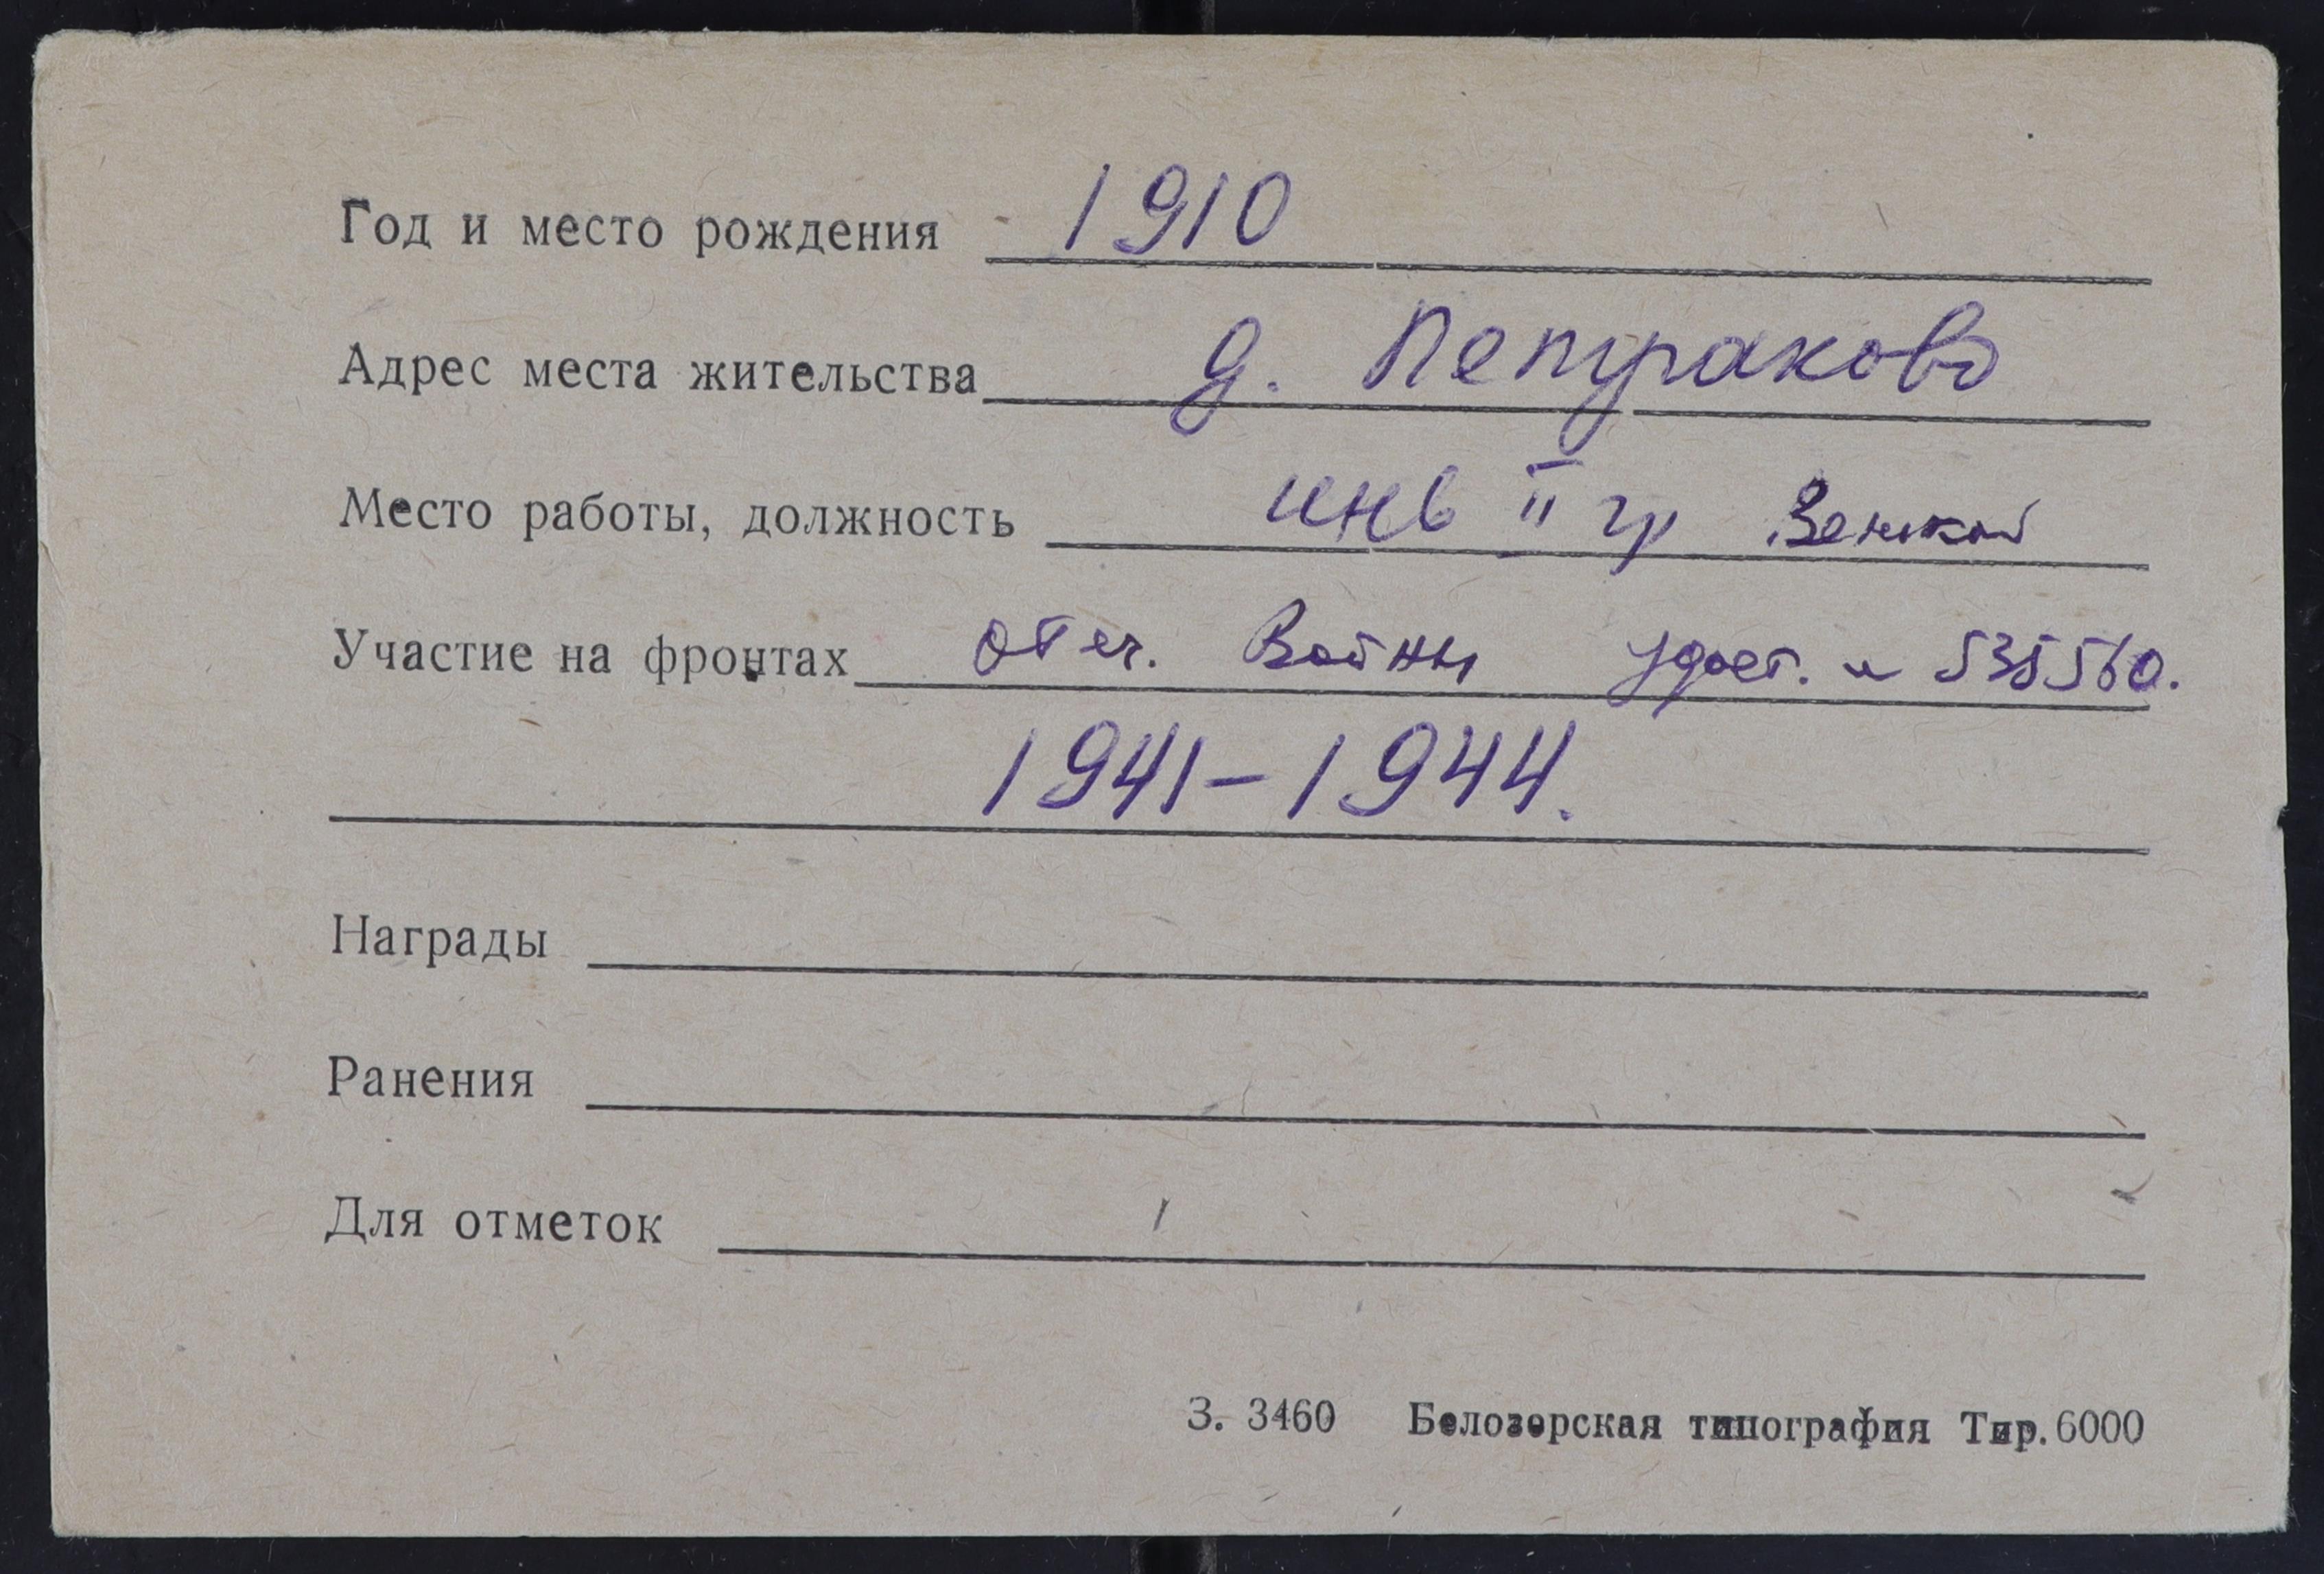 Год и место рождения 1910
Адрес места жительства д. Петраково
Место работы, должность инв II гр Великой
Участие на фронтах отеч. Войны удост. № 535560.
1941-1944.
Награды
Ранения
Для отметок
З. 3460 Белозерская типография Тир. 6000